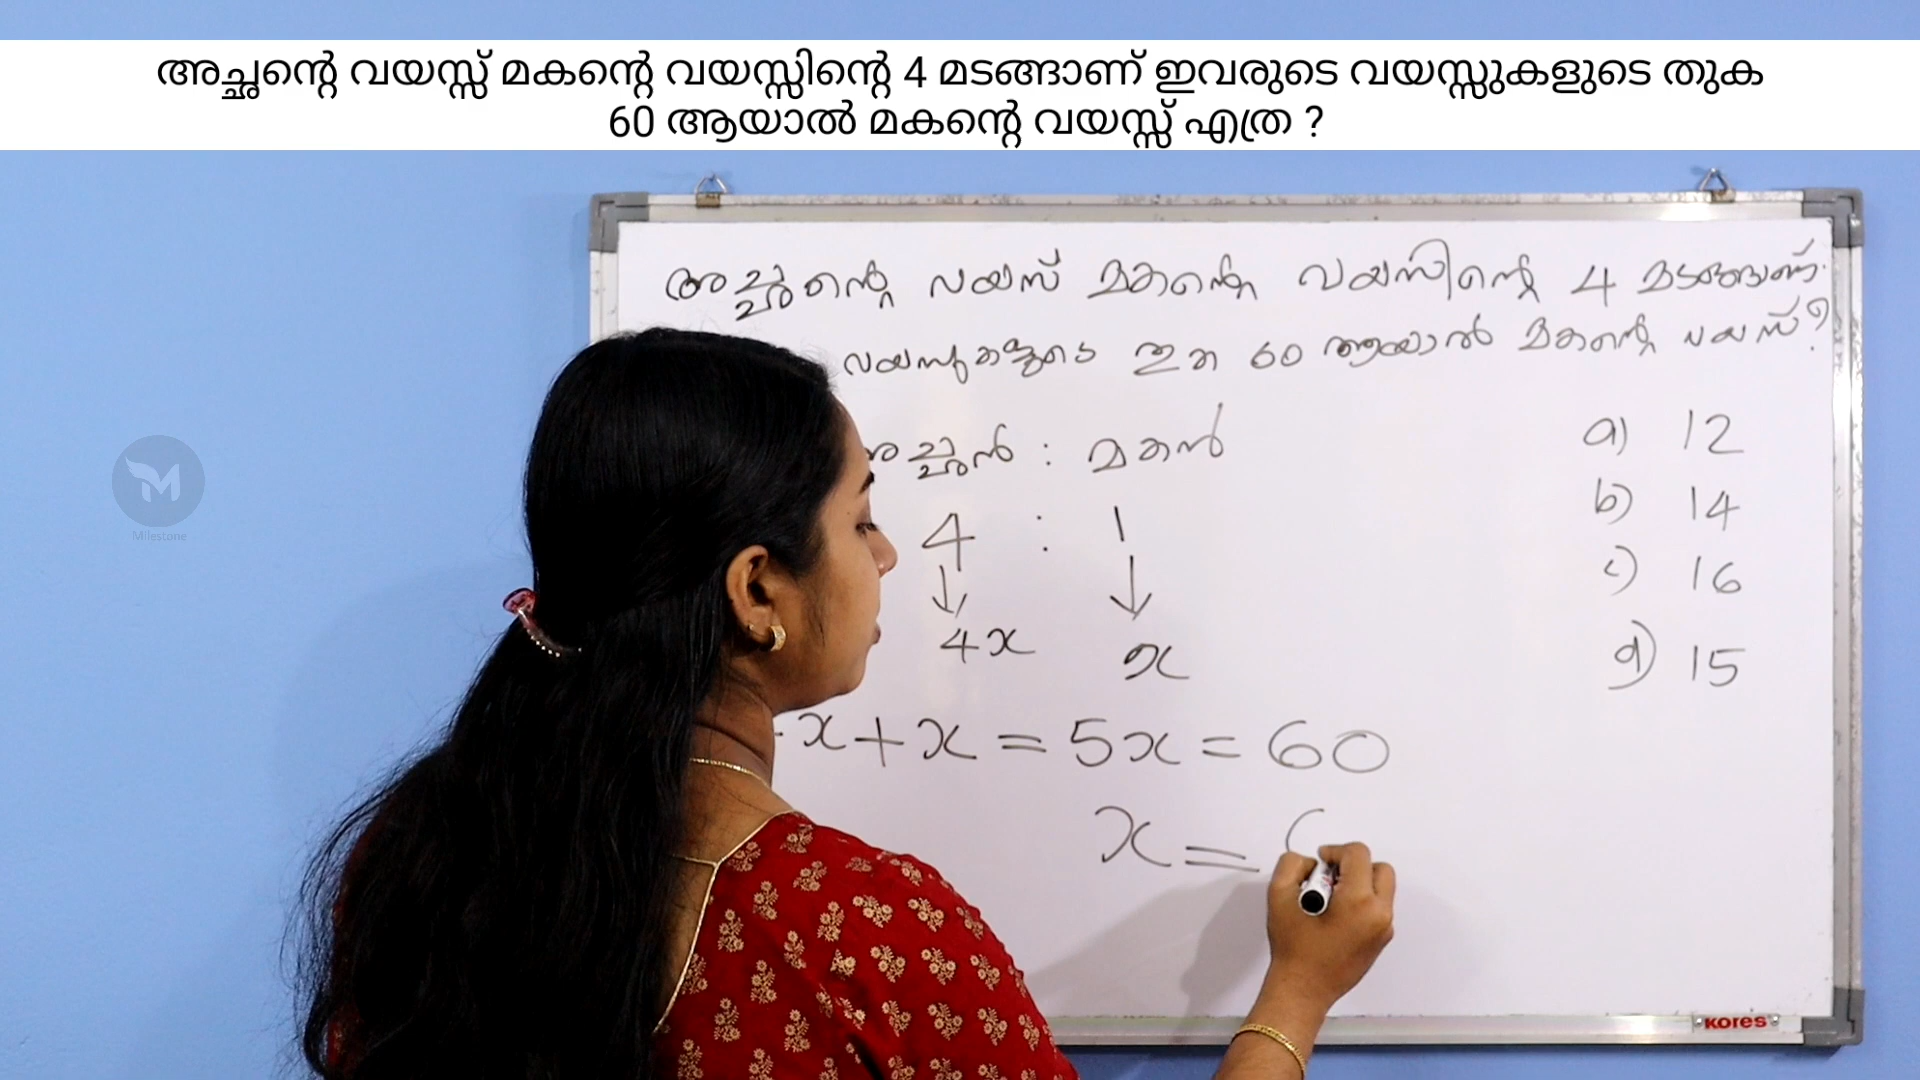 അച്ഛന്റെ വയസ്സ് മകന്റെ വയസ്സിന്റെ 4 മടങ്ങാണ് ഇവരുടെ വയസ്സുകളുടെ തുക
60 ആയാൽ മകന്റെ വയസ്സ് എത്ര ?
അച്ഛന്റെ വയസ് മകന്റെ വയസിന്റെ 4 മടങ്ങാണ്.
വയസുകളുടെ തുക 60 ആയാൽ മകന്റെ വയസ്?
ച്ഛൻ : മകൻ
4 : 1
4x x
x + x = 5x = 60
x = 6
a) 12
b) 14
c) 16
d) 15
M
Milestone
KORES